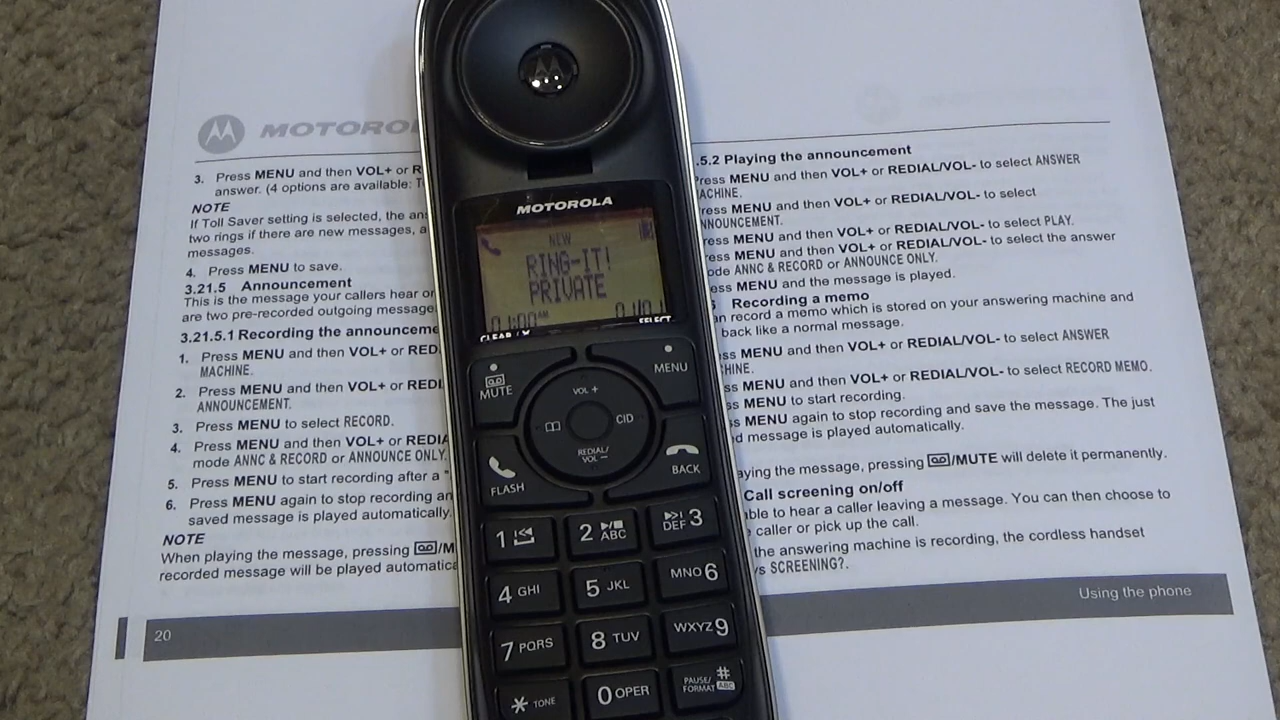 MOTOROL
3. Press MENU and then VOL+ or R
answer. (4 options are available: T
NOTE
If Toll Saver setting is selected, the an
two rings if there are new messages, a
messages.
4. Press MENU to save.
3.21.5 Announcement
This is the message your callers hear or
are two pre-recorded outgoing message
3.21.5.1 Recording the announceme
1. Press MENU and then VOL+ or RED
MACHINE.
2. Press MENU and then VOL+ or REDI
ANNOUNCEMENT.
3. Press MENU to select RECORD.
4. Press MENU and then VOL+ or REDIA
mode ANNC & RECORD or ANNOUNCE ONLY.
5. Press MENU to start recording after a "
6. Press MENU again to stop recording an
saved message is played automatically.
NOTE
When playing the message, pressing /M
recorded message will be played automatica
20
MOTOROLA
NEW
RING-IT!
PRIVATE
01:00 AM 01/01
CLEAR/X SELECT
MUTE MENU
VOL +
CID
REDIAL/
VOL –
FLASH BACK
1 2 ABC DEF 3
4 GHI 5 JKL MNO 6
7 PQRS 8 TUV WXYZ 9
* TONE 0 OPER PAUSE/
FORMAT # ABC
.5.2 Playing the announcement
ress MENU and then VOL+ or REDIAL/VOL- to select ANSWER
ACHINE.
ress MENU and then VOL+ or REDIAL/VOL- to select
NNOUNCEMENT.
ress MENU and then VOL+ or REDIAL/VOL- to select PLAY.
ress MENU and then VOL+ or REDIAL/VOL- to select the answer
ode ANNC & RECORD or ANNOUNCE ONLY.
ess MENU and the message is played.
Recording a memo
n record a memo which is stored on your answering machine and
back like a normal message.
ss MENU and then VOL+ or REDIAL/VOL- to select ANSWER
HINE.
ss MENU and then VOL+ or REDIAL/VOL- to select RECORD MEMO.
ss MENU to start recording.
ss MENU again to stop recording and save the message. The just
d message is played automatically.
aying the message, pressing /MUTE will delete it permanently.
Call screening on/off
ble to hear a caller leaving a message. You can then choose to
caller or pick up the call.
the answering machine is recording, the cordless handset
ys SCREENING?.
Using the phone